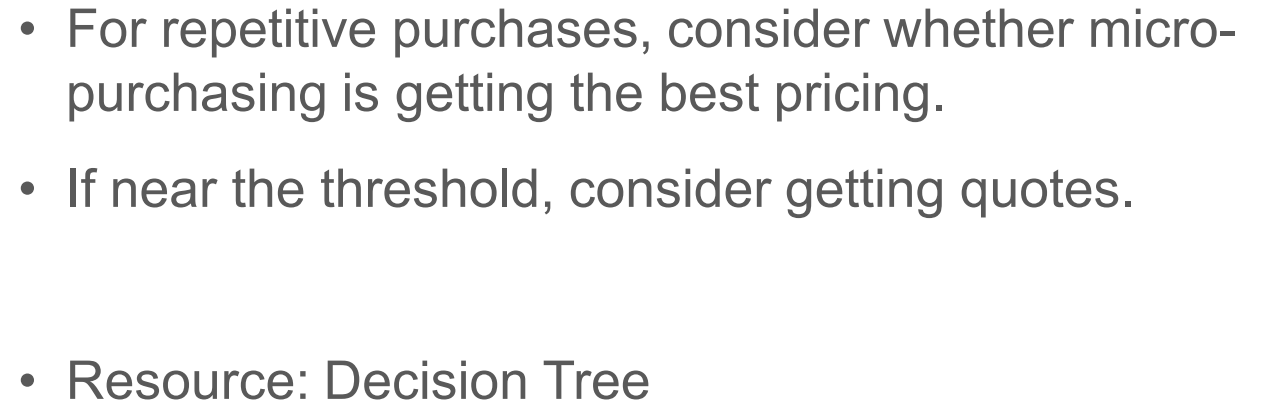 • For repetitive purchases, consider whether micro-
purchasing is getting the best pricing.
• If near the threshold, consider getting quotes.
• Resource: Decision Tree